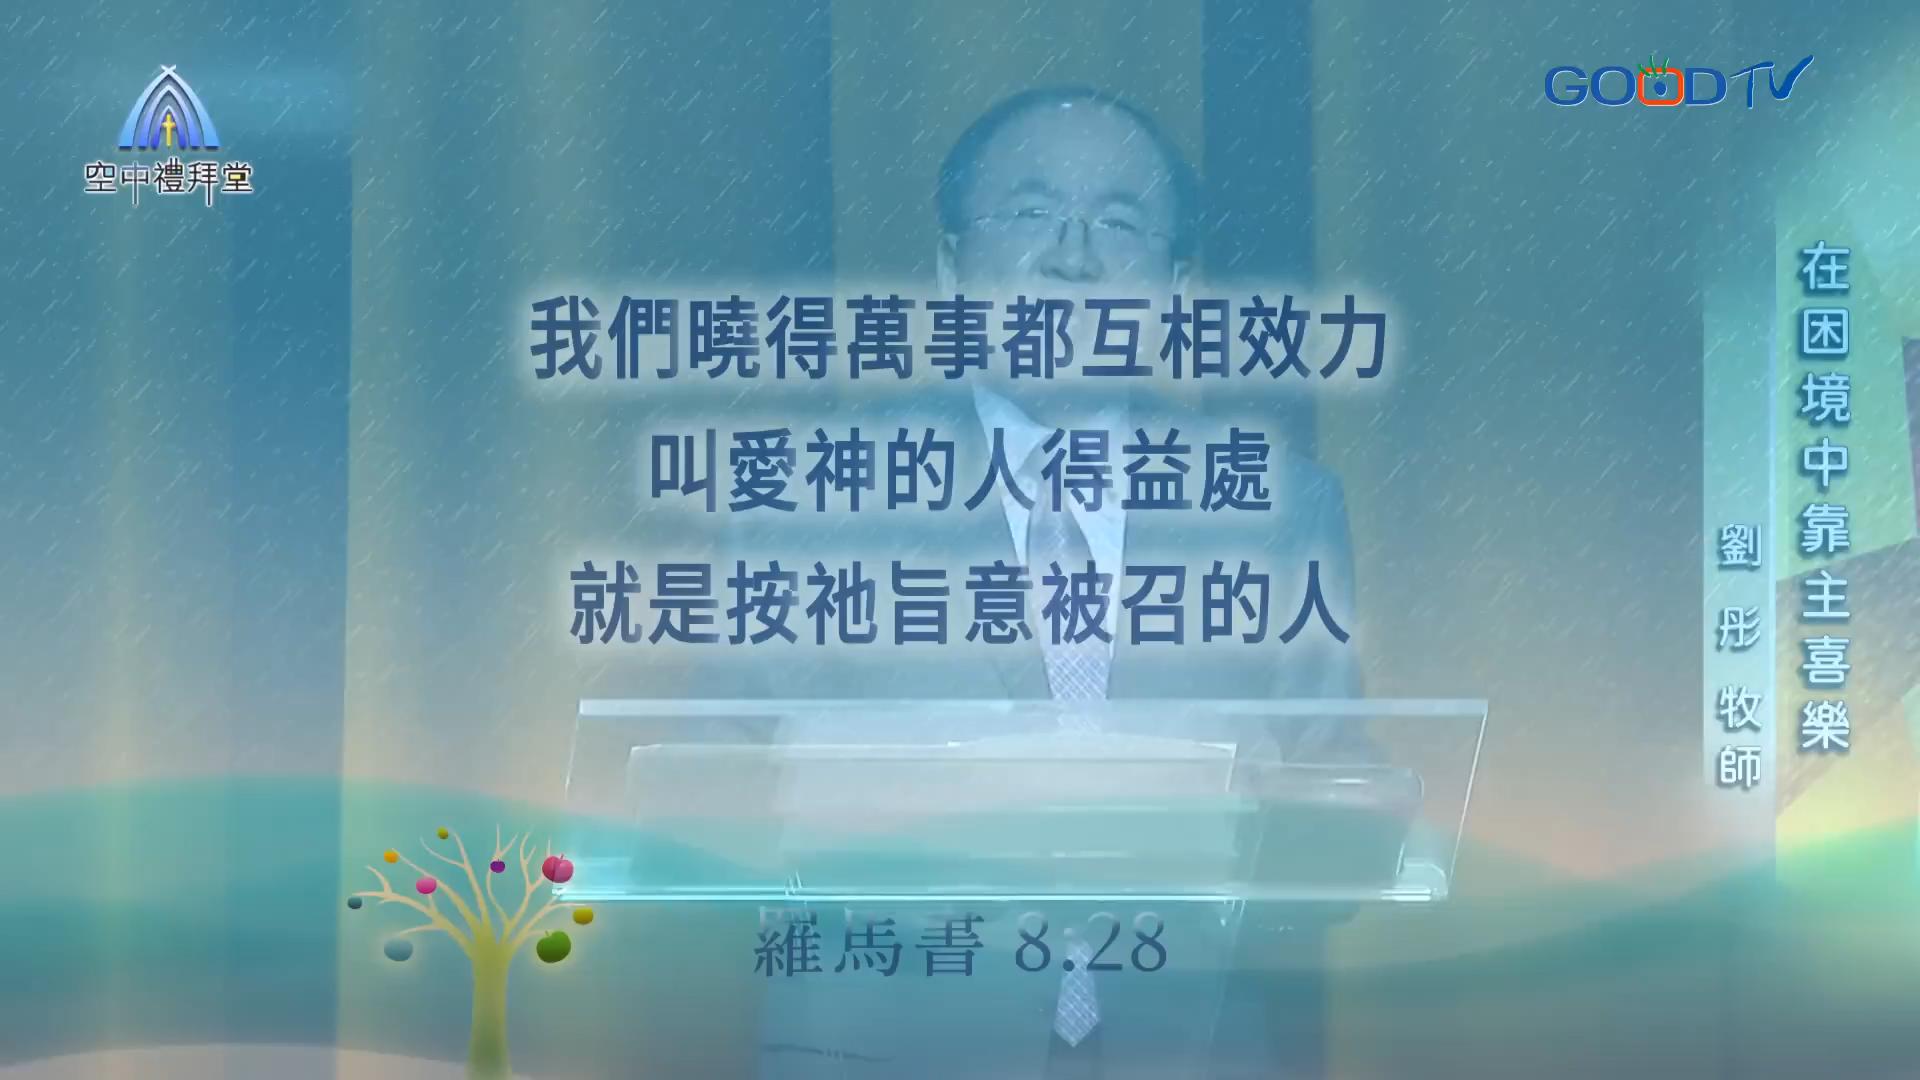 空中禮拜堂
GOODTV
我們曉得萬事都互相效力
叫愛神的人得益處
就是按祂旨意被召的人
羅馬書 8.28
在困境中靠主喜樂
劉彤牧師